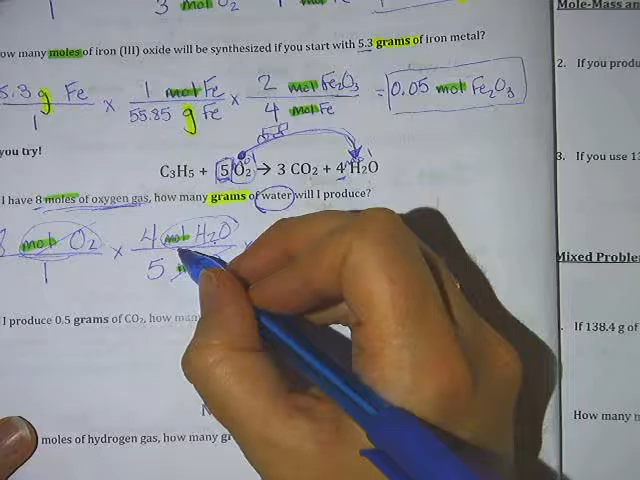 1 3 mol O₂ 1 mol Fe
Mole-Mass an
ow many moles of iron (III) oxide will be synthesized if you start with 5.3 grams of iron metal?
5.3 g Fe / 1 × 1 mol Fe / 55.85 g Fe × 2 mol Fe₂O₃ / 4 mol Fe = 0.05 mol Fe₂O₃
2. If you produ
you try!
C₃H₅ + 5 O₂ → 3 CO₂ + 4 H₂O
3. If you use 1
I have 8 moles of oxygen gas, how many grams of water will I produce?
8 mol O₂ / 1 × 4 mol H₂O / 5
Mixed Proble
I produce 0.5 grams of CO₂, how man
. If 138.4 g of
How many m
moles of hydrogen gas, how many gr